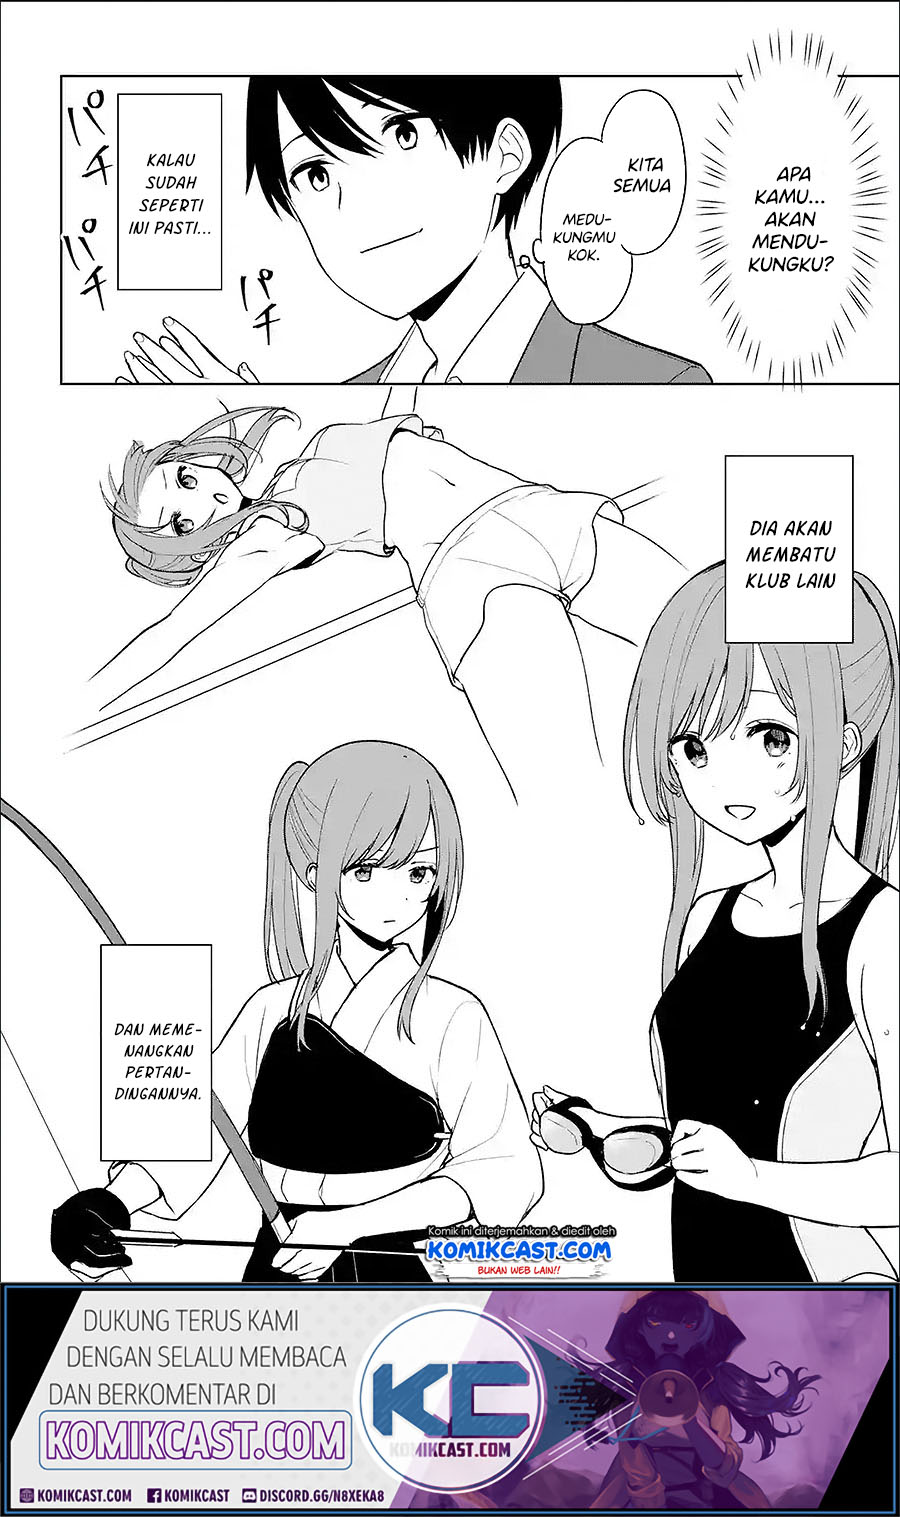 APA
KAMU...
AKAN
MENDU-
KUNGKU?
KITA
SEMUA
MEDU-
KUNGMU
KOK.
パチ
パチ
パチ
KALAU
SUDAH
SEPERTI
INI PASTI...
DIA AKAN
MEMBATU
KLUB LAIN
DAN MEME-
NANGKAN
PERTAN-
DINGANNYA.
Komik ini diterjemahkan & diedit oleh
KOMIKCAST.COM
BUKAN WEB LAIN!!
DUKUNG TERUS KAMI
DENGAN SELALU MEMBACA
DAN BERKOMENTAR DI
KOMIKCAST.COM
KC
KOMIKCAST.COM
KOMIKCAST.COM
KOMIKCAST
DISCORD.GG/N8XEKA8